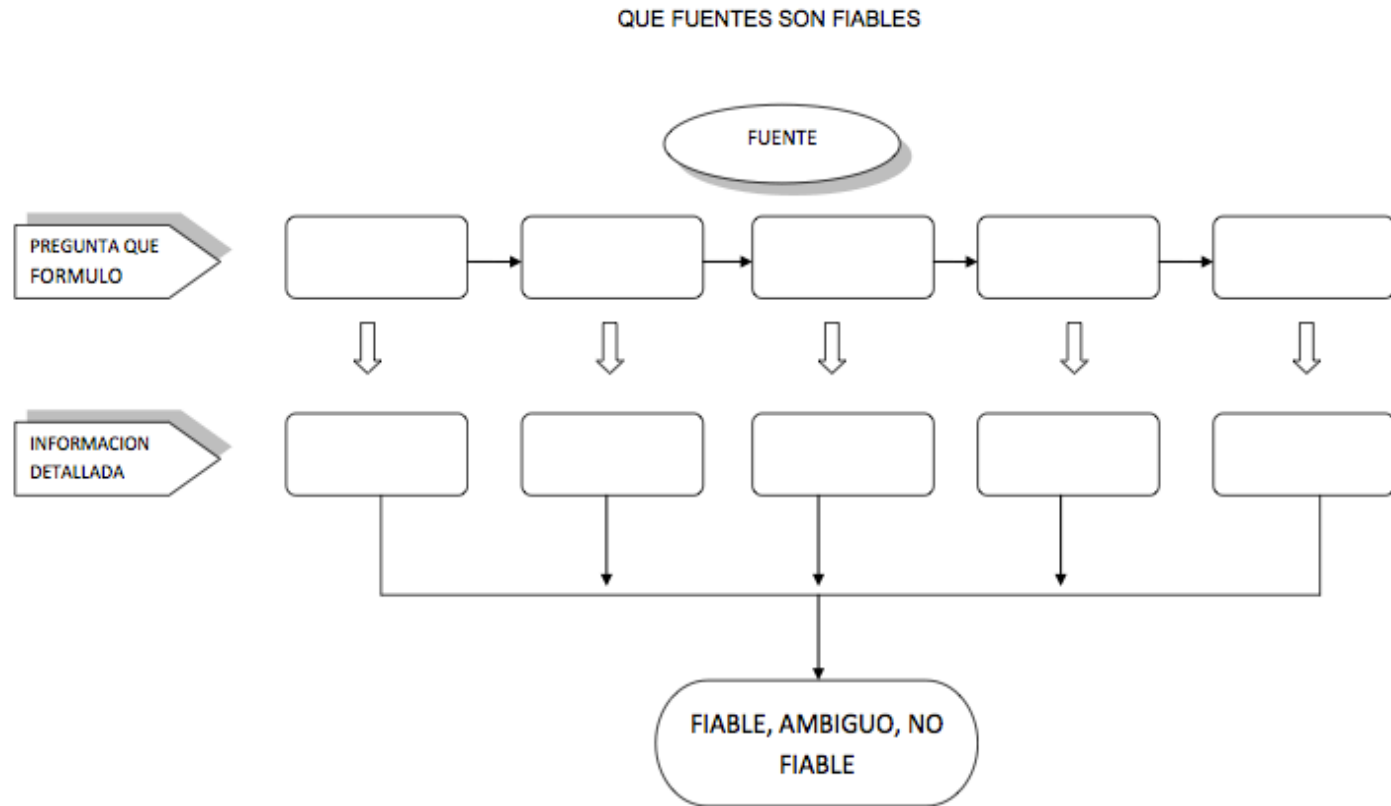 QUE FUENTES SON FIABLES
FUENTE
PREGUNTA QUE
FORMULO
INFORMACION
DETALLADA
FIABLE, AMBIGUO, NO
FIABLE